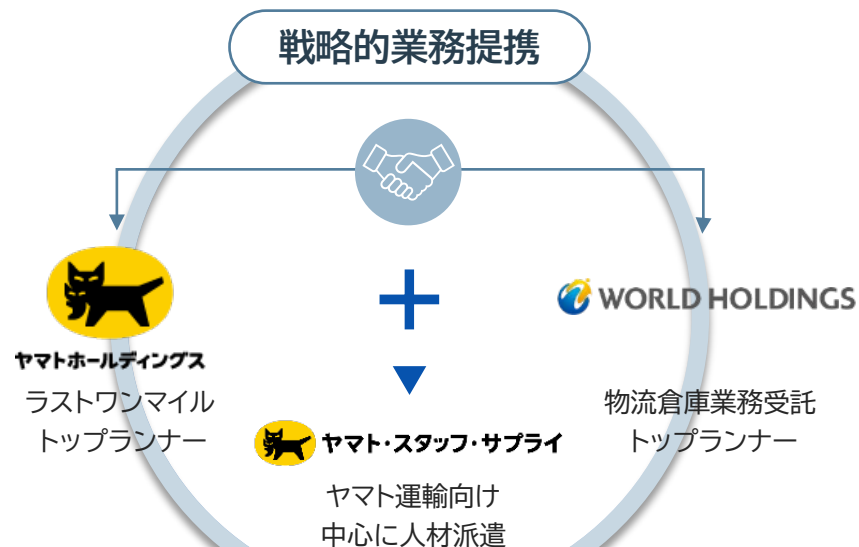 戦略的業務提携
ヤマトホールディングス
ラストワンマイル
トップランナー
WORLD HOLDINGS
物流倉庫業務受託
トップランナー
ヤマト・スタッフ・サプライ
ヤマト運輸向け
中心に人材派遣